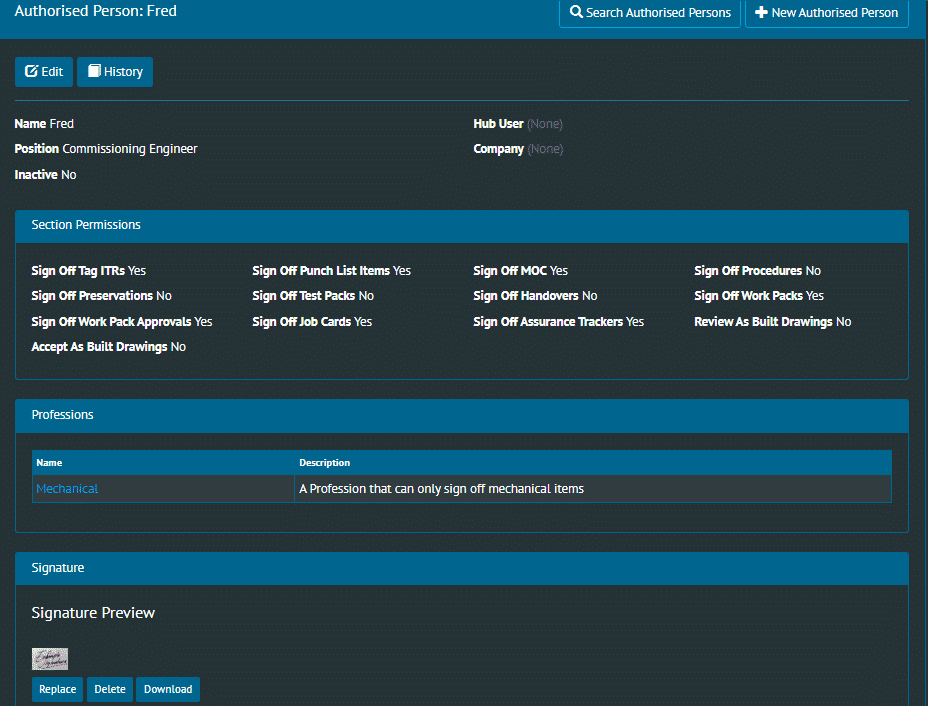 Authorised Person: Fred
Search Authorised Persons
New Authorised Person
Edit
History
Name Fred
Hub User (None)
Position Commissioning Engineer
Company (None)
Inactive No
Section Permissions
Sign Off Tag ITRs Yes
Sign Off Punch List Items Yes
Sign Off MOC Yes
Sign Off Procedures No
Sign Off Preservations No
Sign Off Test Packs No
Sign Off Handovers No
Sign Off Work Packs Yes
Sign Off Work Pack Approvals Yes
Sign Off Job Cards Yes
Sign Off Assurance Trackers Yes
Review As Built Drawings No
Accept As Built Drawings No
Professions
Name
Description
Mechanical
A Profession that can only sign off mechanical items
Signature
Signature Preview
Replace
Delete
Download